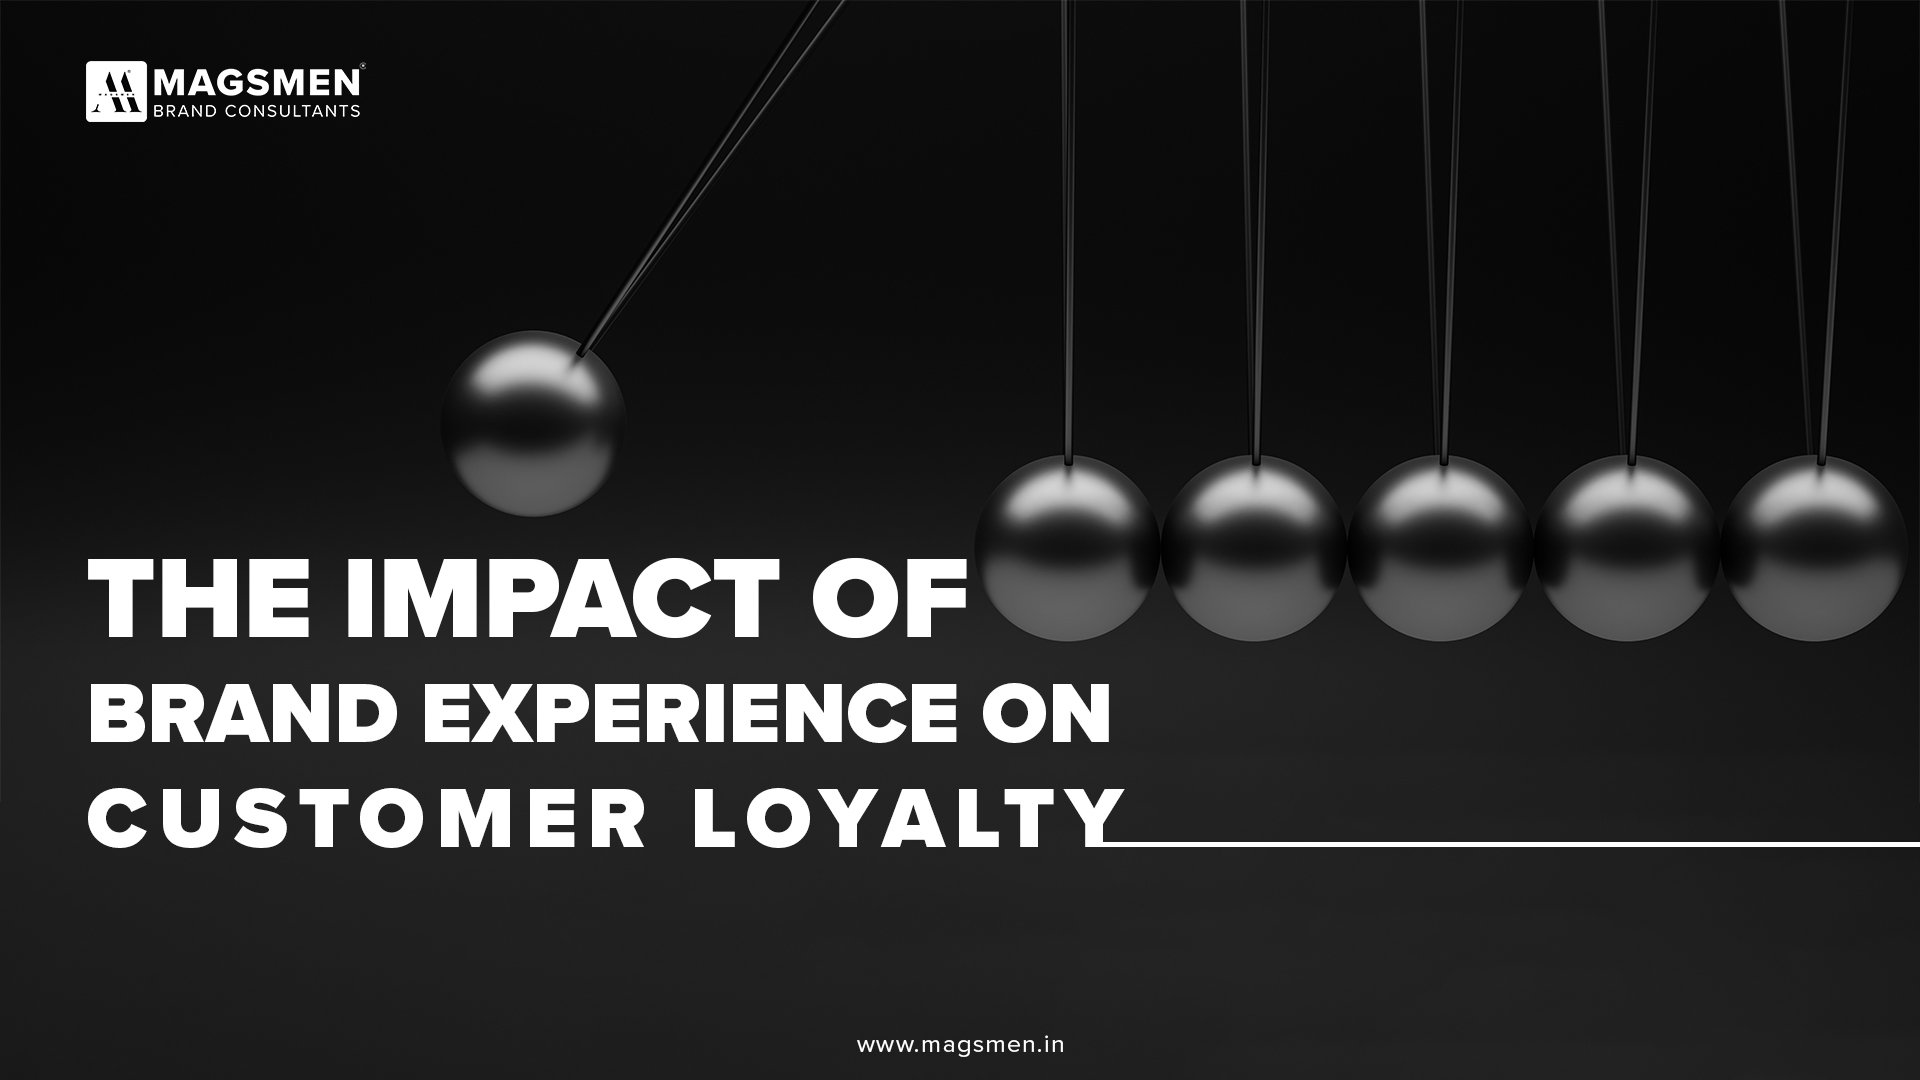 MAGSMEN®
BRAND CONSULTANTS
THE IMPACT OF
BRAND EXPERIENCE ON
CUSTOMER LOYALTY
www.magsmen.in